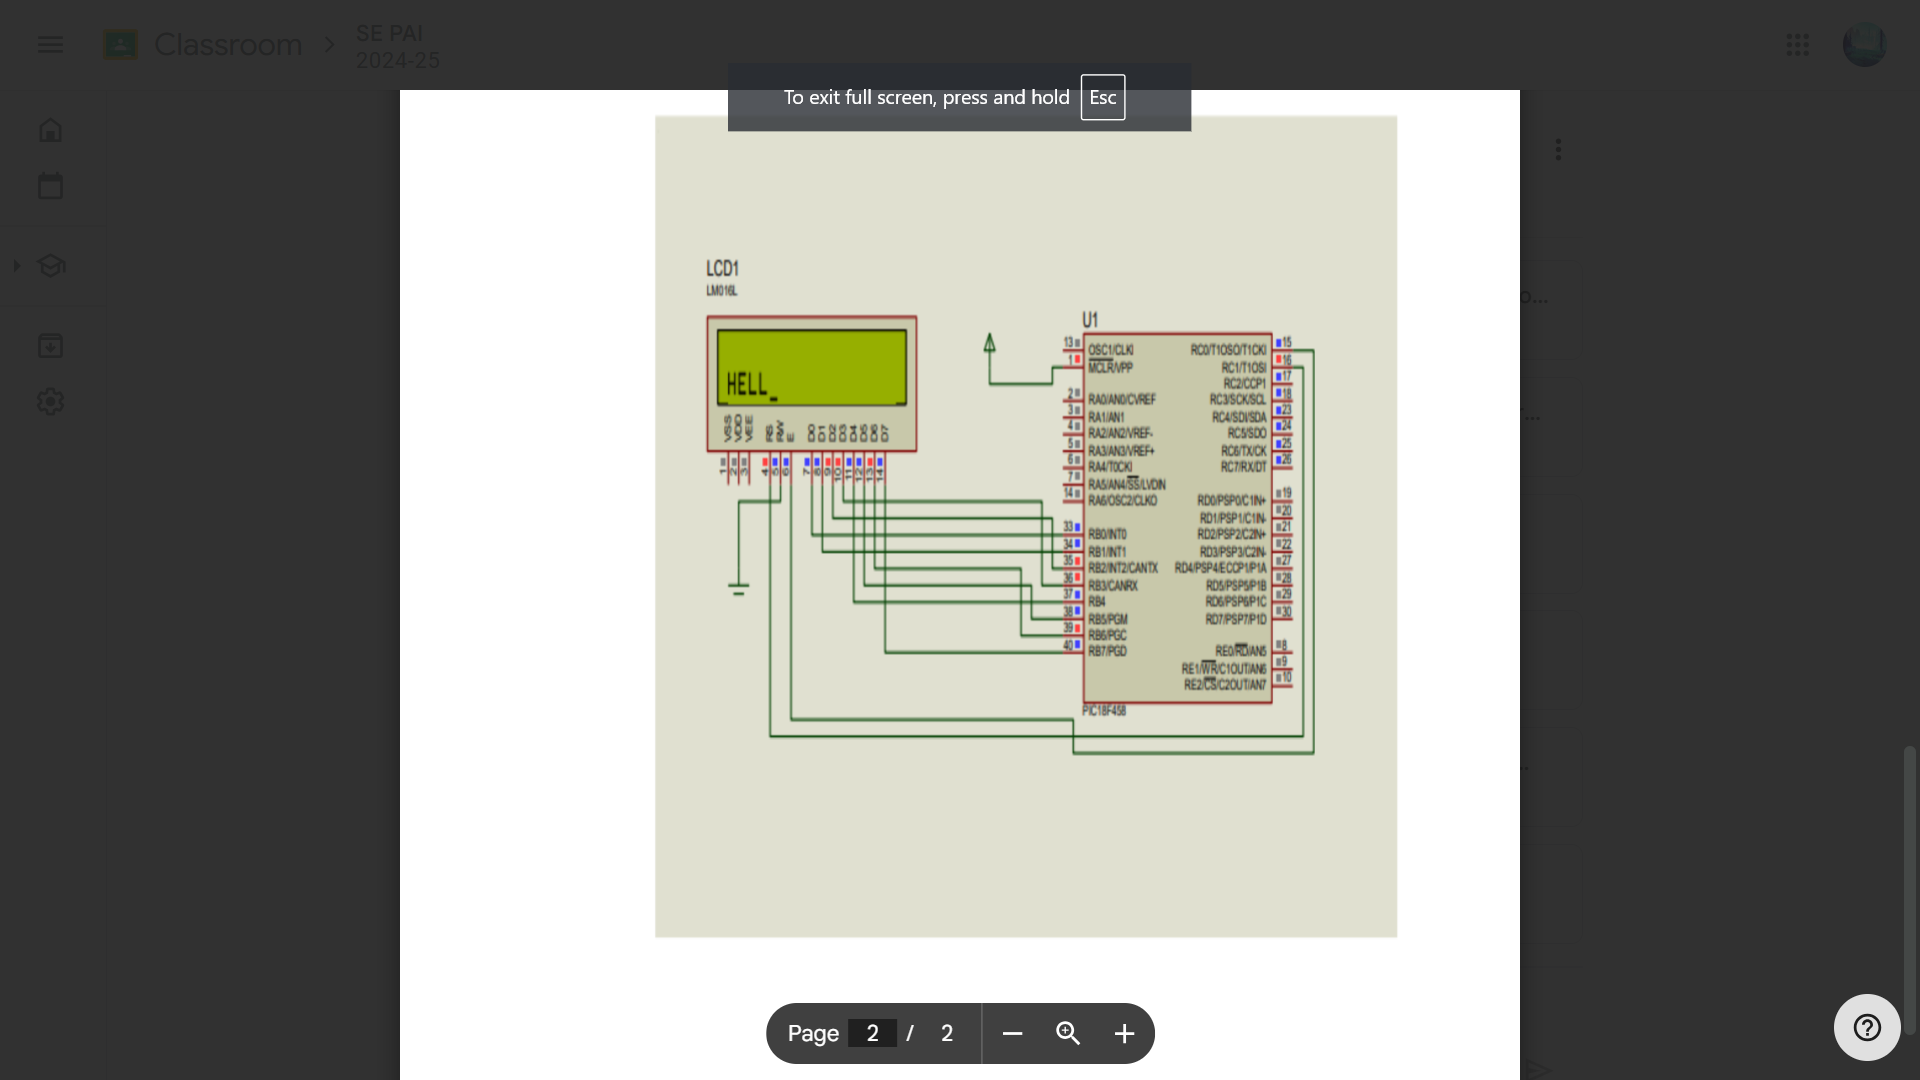 Classroom
SE PAI
2024-25
To exit full screen, press and hold Esc
LCD1
LM016L
HELL_
VSS
VDD
VEE
RS
RW
E
D0
D1
D2
D3
D4
D5
D6
D7
1
2
3
4
5
6
7
8
9
10
11
12
13
14
U1
13 OSC1/CLKI
1 MCLR/VPP
2 RA0/AN0/CVREF
3 RA1/AN1
4 RA2/AN2/VREF-
5 RA3/AN3/VREF+
6 RA4/T0CKI
7 RA5/AN4/SS/LVDIN
14 RA6/OSC2/CLKO
33 RB0/INT0
34 RB1/INT1
35 RB2/INT2/CANTX
36 RB3/CANRX
37 RB4
38 RB5/PGM
39 RB6/PGC
40 RB7/PGD
RC0/T1OSO/T1CKI 15
RC1/T1OSI 16
RC2/CCP1 17
RC3/SCK/SCL 18
RC4/SDI/SDA 23
RC5/SDO 24
RC6/TX/CK 25
RC7/RX/DT 26
RD0/PSP0/C1IN+ 19
RD1/PSP1/C1IN- 20
RD2/PSP2/C2IN+ 21
RD3/PSP3/C2IN- 22
RD4/PSP4/ECCP1/P1A 27
RD5/PSP5/P1B 28
RD6/PSP6/P1C 29
RD7/PSP7/P1D 30
RE0/RD/AN5 8
RE1/WR/C1OUT/AN6 9
RE2/CS/C2OUT/AN7 10
PIC18F458
Page 2 / 2